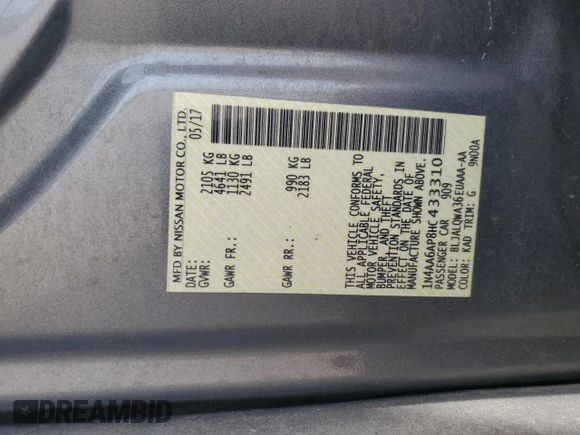 MFD BY NISSAN MOTOR CO., LTD.
DATE: 05/17
GVWR: 2105 KG
4641 LB
GAWR FR.: 1130 KG
2491 LB
GAWR RR.: 990 KG
2183 LB
THIS VEHICLE CONFORMS TO
ALL APPLICABLE FEDERAL
MOTOR VEHICLE SAFETY,
BUMPER, AND THEFT
PREVENTION STANDARDS IN
EFFECT ON THE DATE OF
MANUFACTURE SHOWN ABOVE.
1N4AA6AP8HC433310
PASSENGER CAR 909
MODEL: BLJALQWA36EUAAA-AA
COLOR: KAD TRIM: G 9N00A
DREAMBID